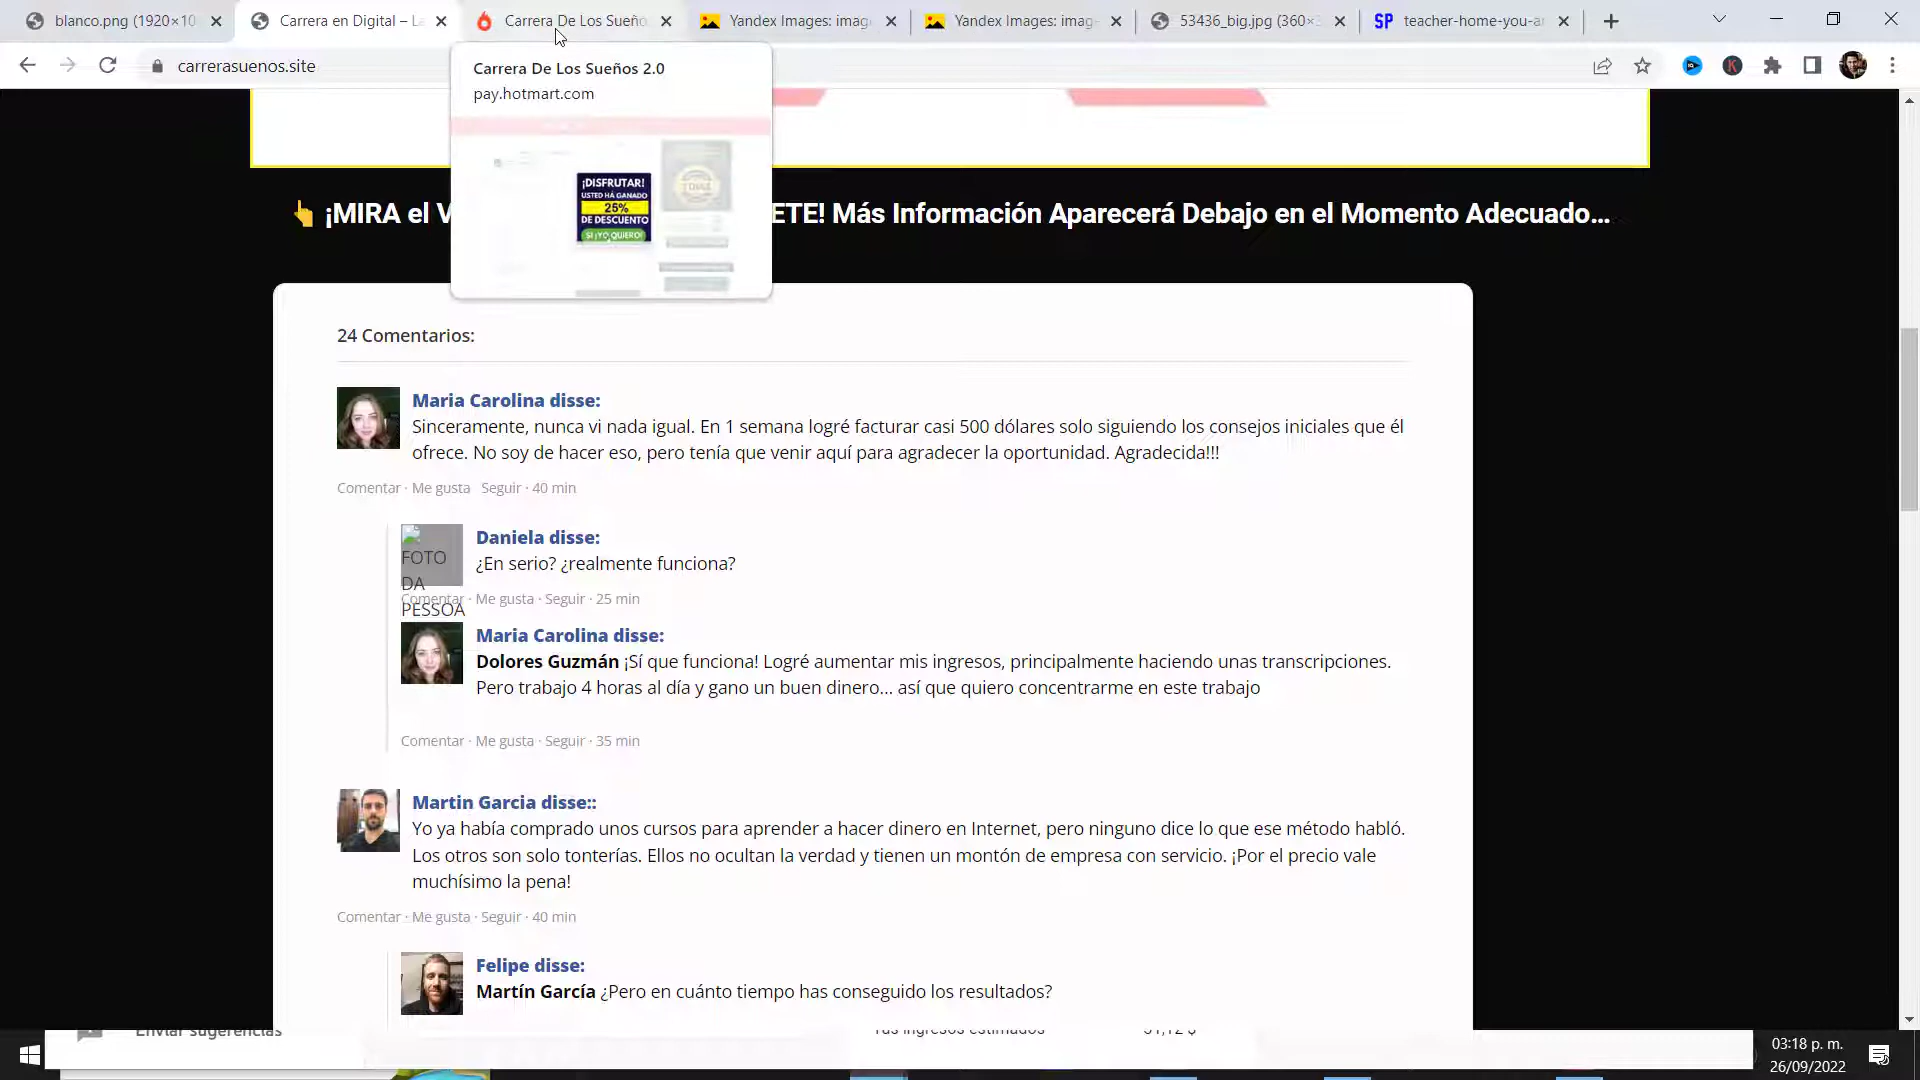 blanco.png (1920×10
Carrera en Digital – La
Carrera De Los Sueño
Yandex Images: imag
Yandex Images: imag
53436_big.jpg (360×3
SP teacher-home-you-ar
carrerasuenos.site
Carrera De Los Sueños 2.0
pay.hotmart.com
¡DISFRUTAR!
USTED HÁ GANADO
25%
DE DESCUENTO
SI ¡YO QUIERO!
👆 ¡MIRA el V
ETE! Más Información Aparecerá Debajo en el Momento Adecuado...
24 Comentarios:
Maria Carolina disse:
Sinceramente, nunca vi nada igual. En 1 semana logré facturar casi 500 dólares solo siguiendo los consejos iniciales que él
ofrece. No soy de hacer eso, pero tenía que venir aquí para agradecer la oportunidad. Agradecida!!!
Comentar · Me gusta Seguir · 40 min
FOTO
DA
PESSOA
Daniela disse:
¿En serio? ¿realmente funciona?
Comentar · Me gusta · Seguir · 25 min
Maria Carolina disse:
Dolores Guzmán ¡Sí que funciona! Logré aumentar mis ingresos, principalmente haciendo unas transcripciones.
Pero trabajo 4 horas al día y gano un buen dinero... así que quiero concentrarme en este trabajo
Comentar · Me gusta · Seguir · 35 min
Martin Garcia disse::
Yo ya había comprado unos cursos para aprender a hacer dinero en Internet, pero ninguno dice lo que ese método habló.
Los otros son solo tonterías. Ellos no ocultan la verdad y tienen un montón de empresa con servicio. ¡Por el precio vale
muchísimo la pena!
Comentar · Me gusta · Seguir · 40 min
Felipe disse:
Martín García ¿Pero en cuánto tiempo has conseguido los resultados?
Enviar sugerencias
Tus ingresos estimados
51,12 $
03:18 p. m.
26/09/2022